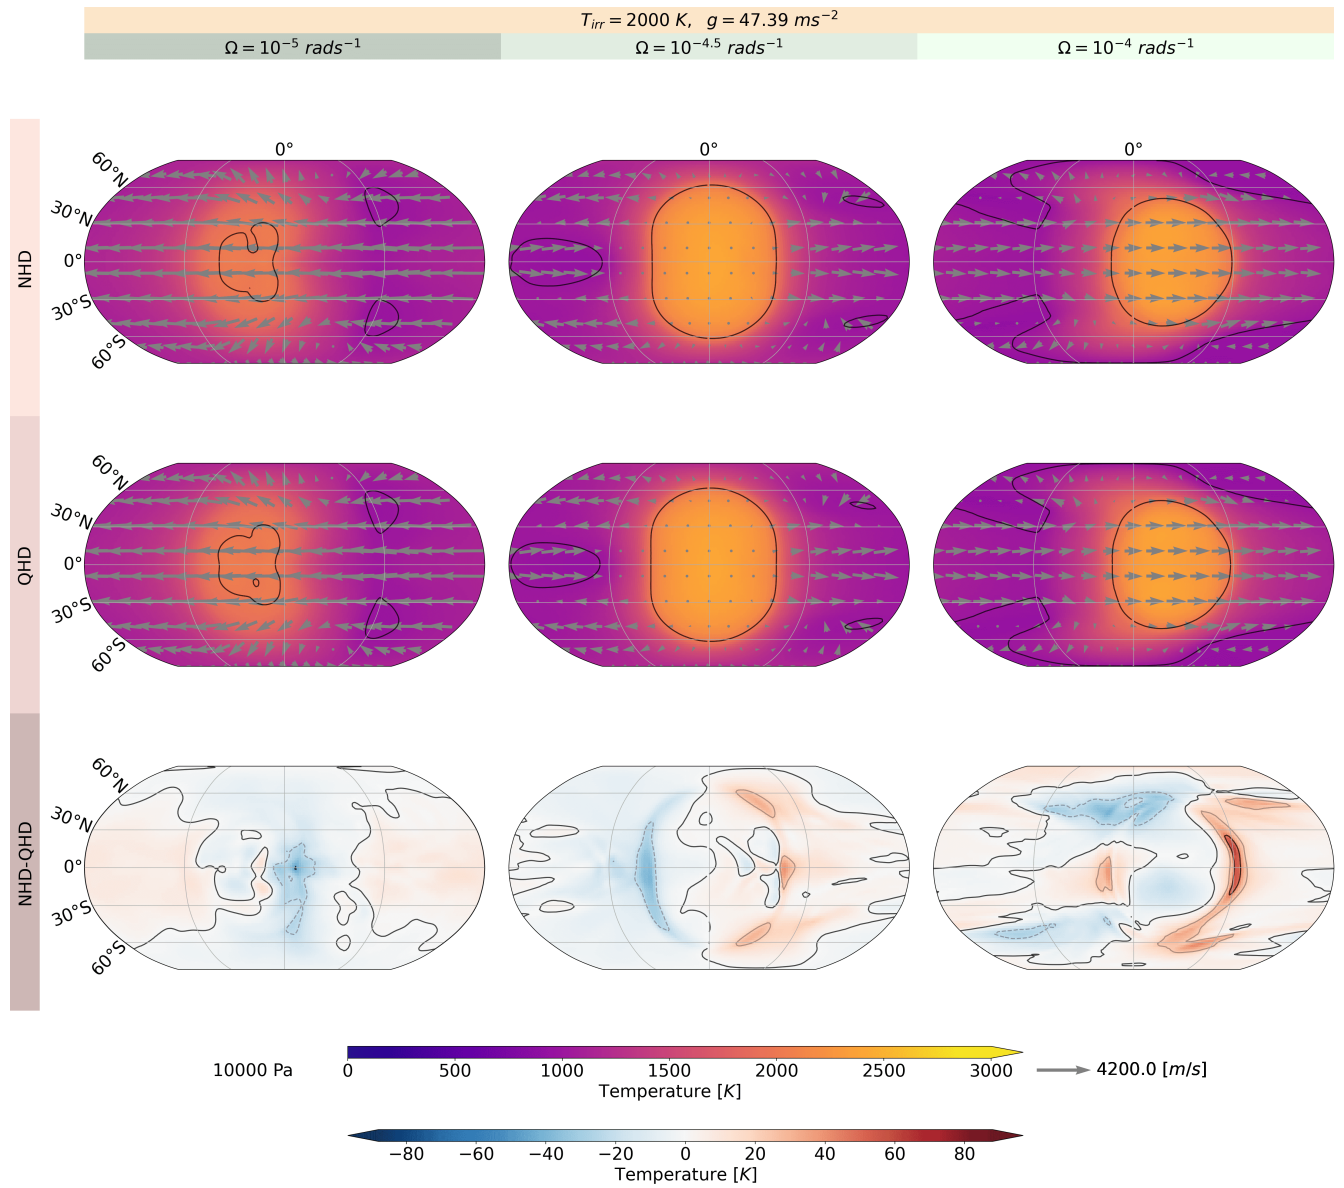 T_irr = 2000 K, g = 47.39 ms⁻²
Ω = 10⁻⁵ rads⁻¹ Ω = 10⁻⁴·⁵ rads⁻¹ Ω = 10⁻⁴ rads⁻¹
0° 0° 0°
NHD
60°N
30°N
0°
30°S
60°S
QHD
60°N
30°N
0°
30°S
60°S
NHD-QHD
60°N
30°N
0°
30°S
60°S
10000 Pa
0 500 1000 1500 2000 2500 3000
Temperature [K]
4200.0 [m/s]
−80 −60 −40 −20 0 20 40 60 80
Temperature [K]